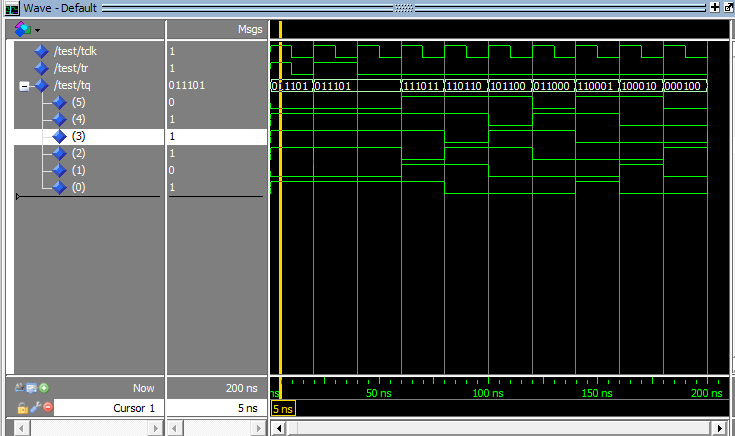 Wave - Default
Msgs
/test/tclk 1
/test/tr 1
/test/tq 011101 011101 011101 111011 110110 101100 011000 110001 100010 000100
(5) 0
(4) 1
(3) 1
(2) 1
(1) 0
(0) 1
Now 200 ns ns 50 ns 100 ns 150 ns 200 ns
Cursor 1 5 ns 5 ns